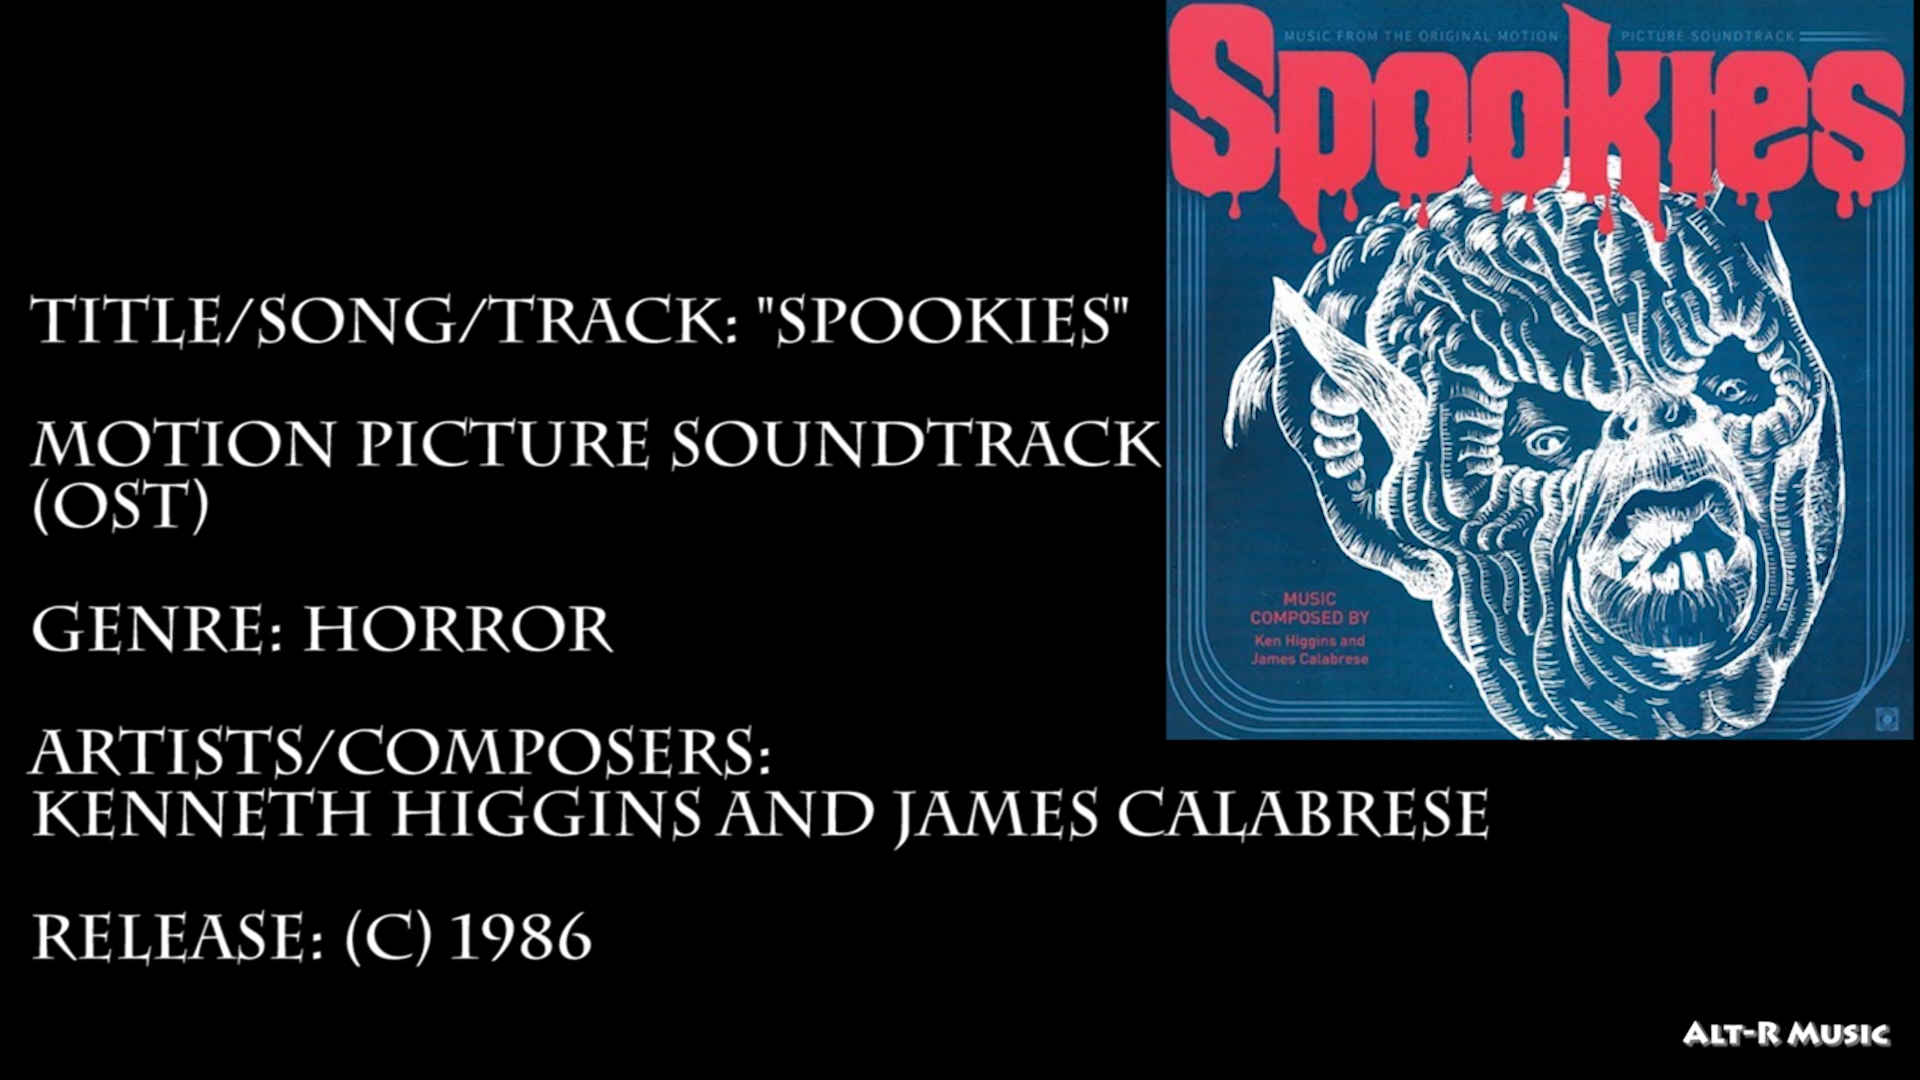 MUSIC FROM THE ORIGINAL MOTION PICTURE SOUNDTRACK
Spookies
TITLE/SONG/TRACK: "SPOOKIES"
MOTION PICTURE SOUNDTRACK
(OST)
GENRE: HORROR
MUSIC
COMPOSED BY
Ken Higgins and
James Calabrese
ARTISTS/COMPOSERS:
KENNETH HIGGINS AND JAMES CALABRESE
RELEASE: (C) 1986
ALT-R MUSIC